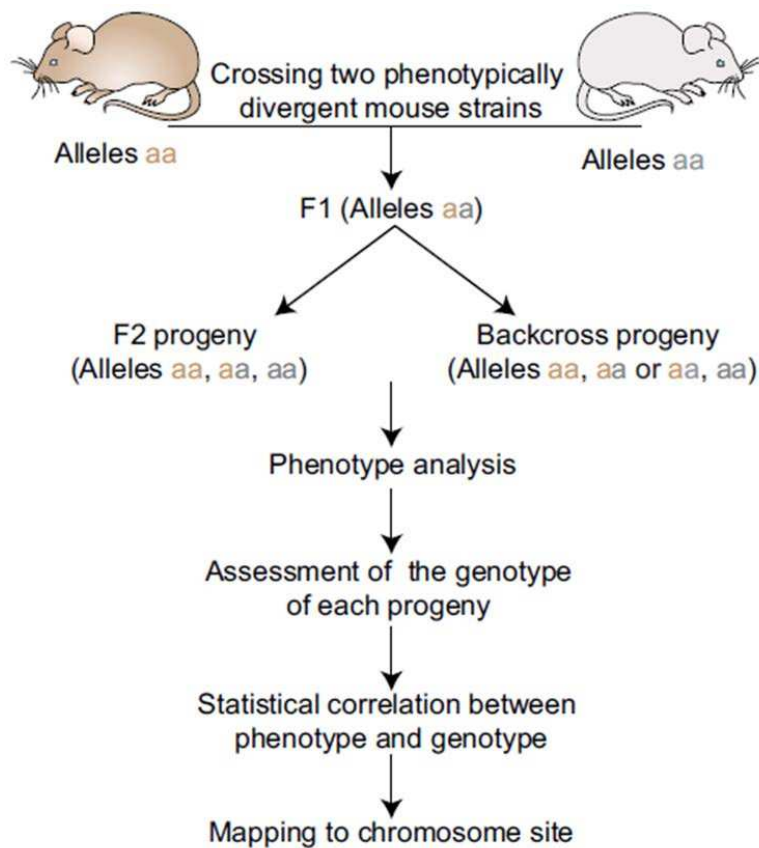 Crossing two phenotypically
divergent mouse strains
Alleles aa
Alleles aa
F1 (Alleles aa)
F2 progeny
(Alleles aa, aa, aa)
Backcross progeny
(Alleles aa, aa or aa, aa)
Phenotype analysis
Assessment of the genotype
of each progeny
Statistical correlation between
phenotype and genotype
Mapping to chromosome site